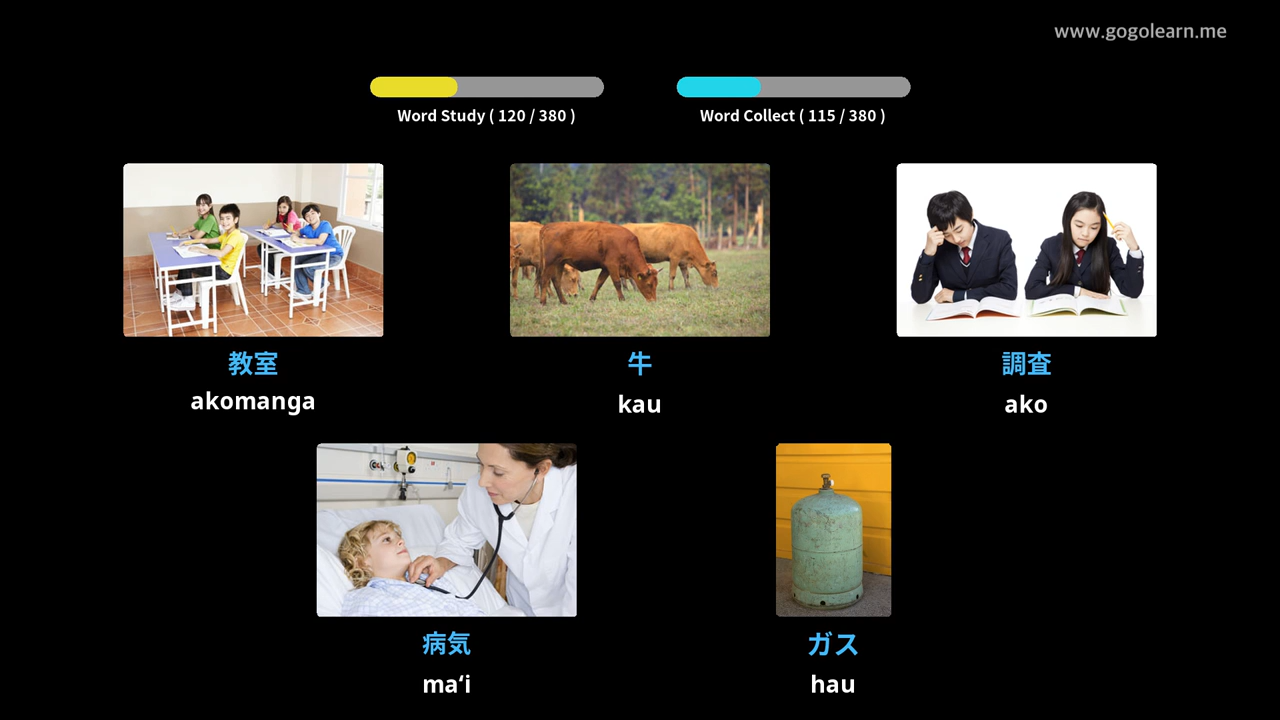 www.gogolearn.me
Word Study ( 120 / 380 )
Word Collect ( 115 / 380 )
教室
akomanga
牛
kau
調査
ako
病気
maʻi
ガス
hau